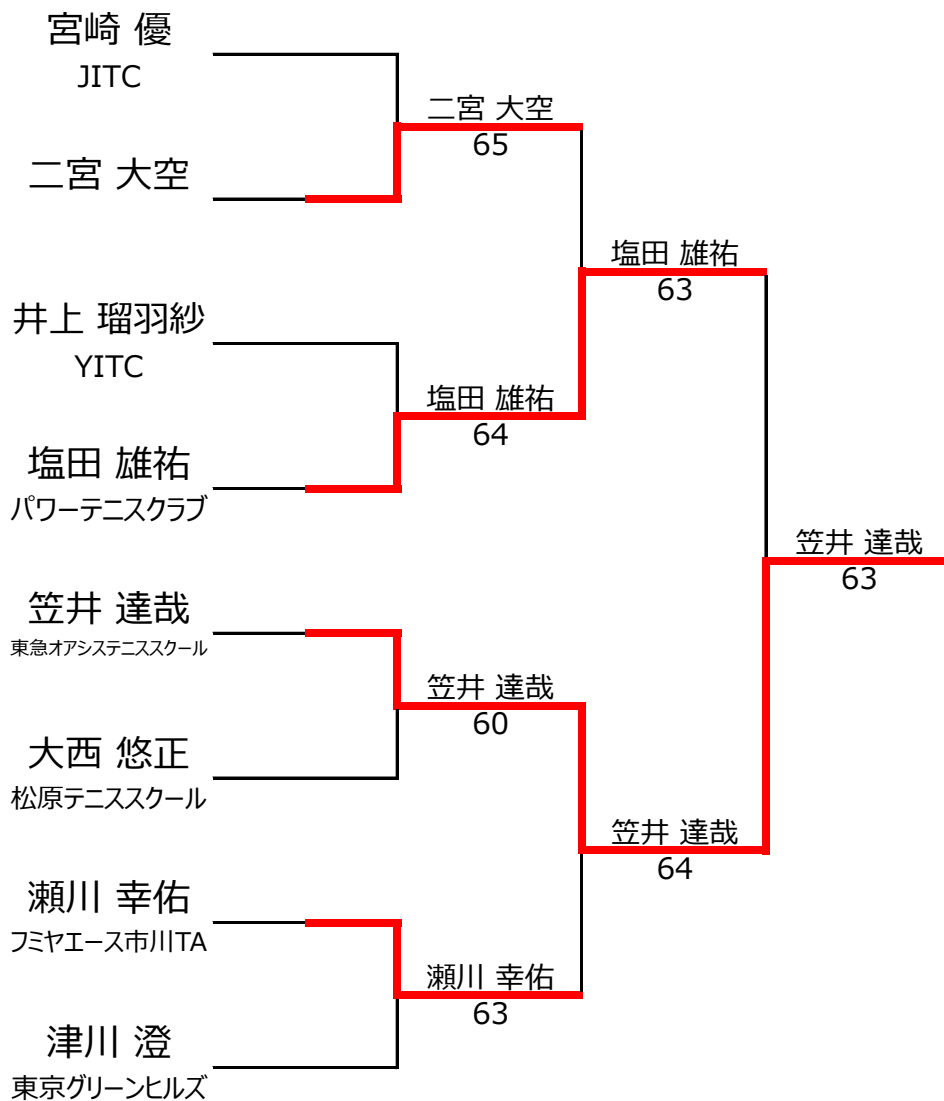 宮崎 優
JITC
二宮 大空
井上 瑠羽紗
YITC
塩田 雄祐
パワーテニスクラブ
笠井 達哉
東急オアシステニススクール
大西 悠正
松原テニススクール
瀬川 幸佑
フミヤエース市川TA
津川 澄
東京グリーンヒルズ
二宮 大空
65
塩田 雄祐
64
笠井 達哉
60
瀬川 幸佑
63
塩田 雄祐
63
笠井 達哉
64
笠井 達哉
63